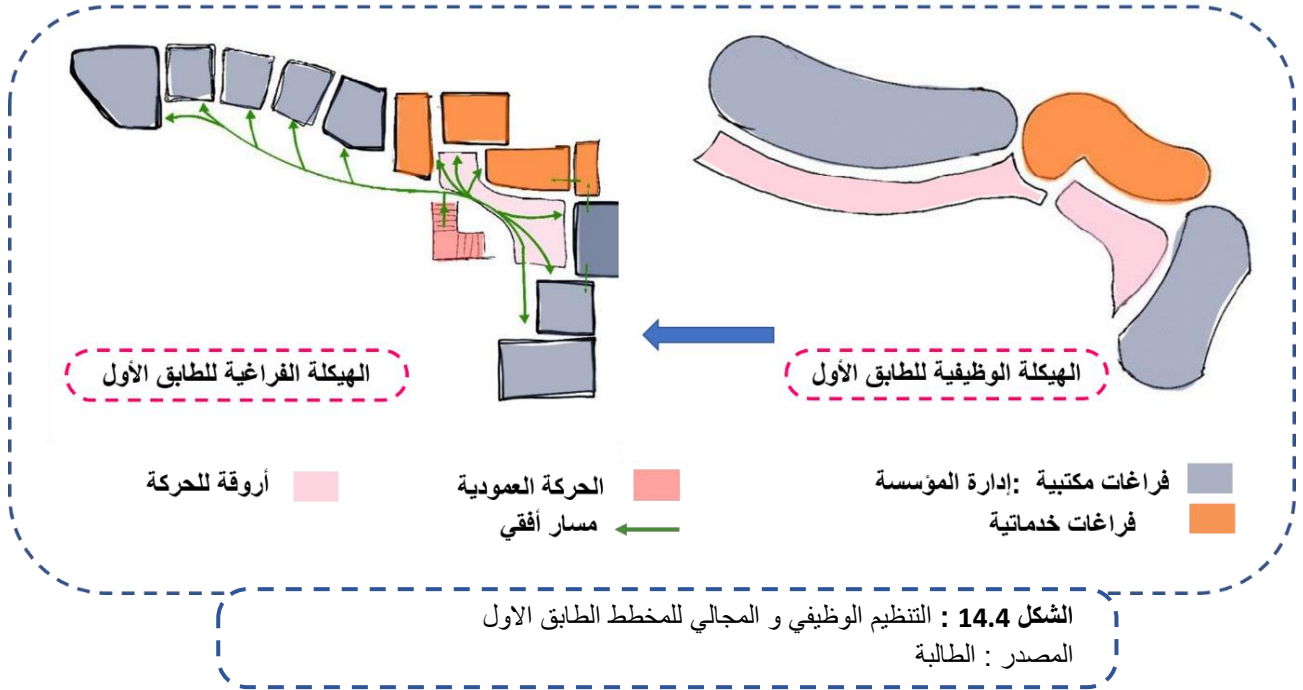 الهيكلة الوظيفية للطابق الأول
الهيكلة الفراغية للطابق الأول
فراغات مكتبية :إدارة المؤسسة
الحركة العمودية
أروقة للحركة
فراغات خدماتية
مسار أفقي
الشكل 14.4 : التنظيم الوظيفي و المجالي للمخطط الطابق الاول
المصدر : الطالبة